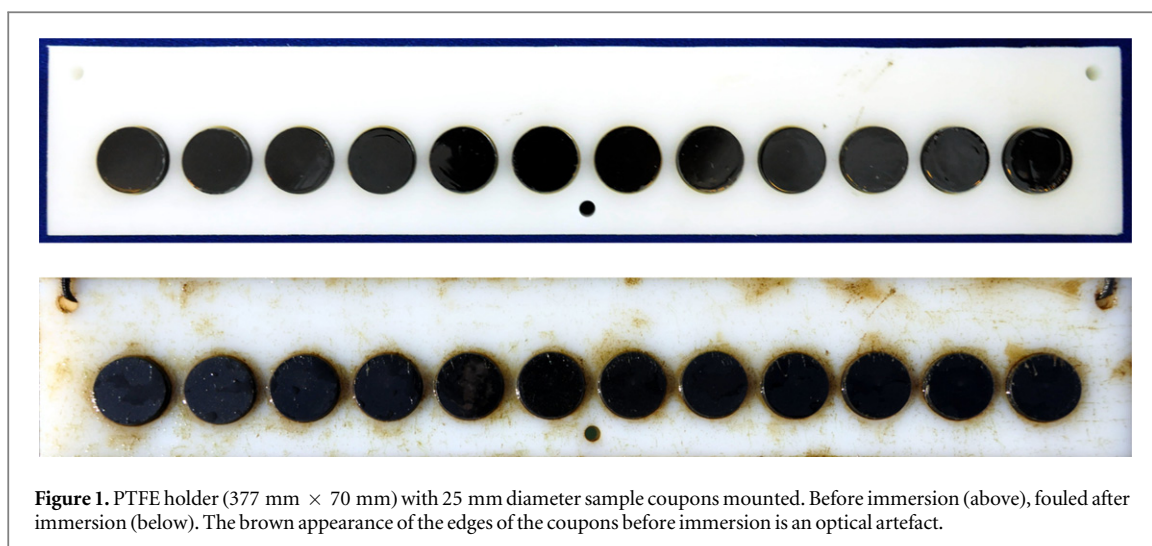 Figure 1. PTFE holder (377 mm × 70 mm) with 25 mm diameter sample coupons mounted. Before immersion (above), fouled after
immersion (below). The brown appearance of the edges of the coupons before immersion is an optical artefact.